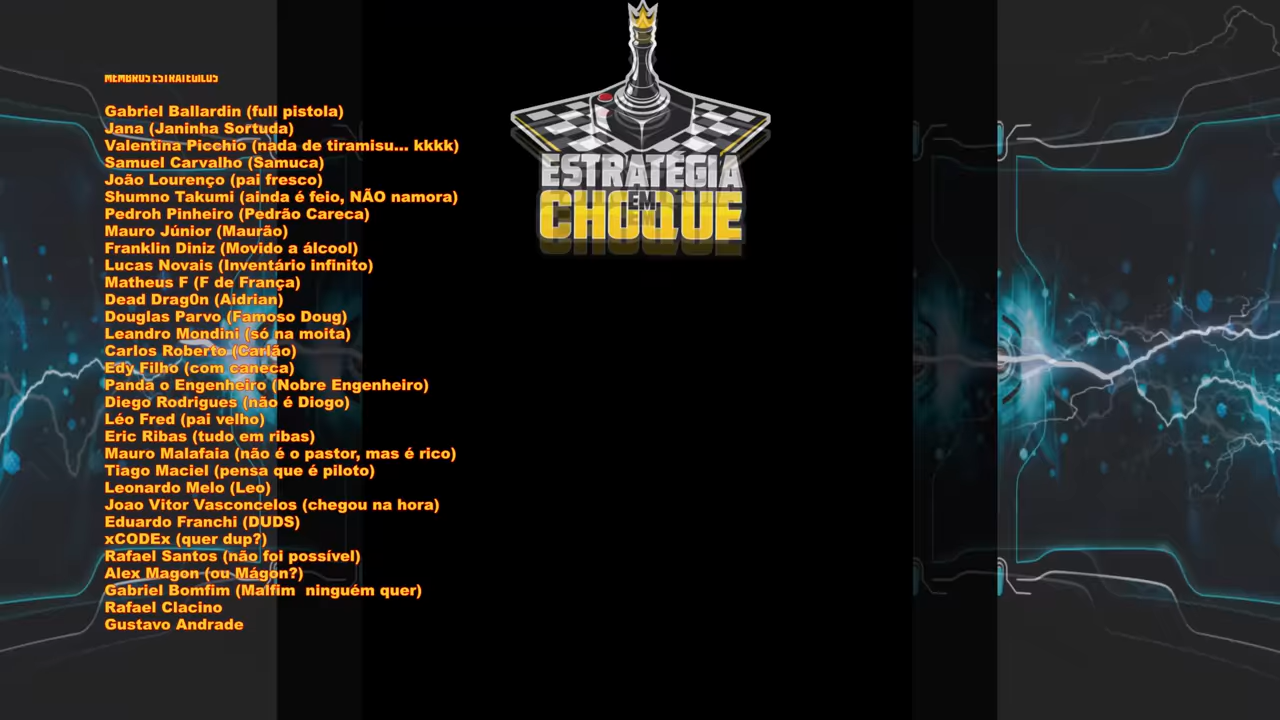 MEMBROS ESTRATÉGICOS
Gabriel Ballardin (full pistola)
Jana (Janinha Sortuda)
Valentina Picchio (nada de tiramisu... kkkk)
Samuel Carvalho (Samuca)
João Lourenço (pai fresco)
Shumno Takumi (ainda é feio, NÃO namora)
Pedroh Pinheiro (Pedrão Careca)
Mauro Júnior (Maurão)
Franklin Diniz (Movido a álcool)
Lucas Novais (Inventário infinito)
Matheus F (F de França)
Dead Drag0n (Aidrian)
Douglas Parvo (Famoso Doug)
Leandro Mondini (só na moita)
Carlos Roberto (Carlão)
Edy Filho (com caneca)
Panda o Engenheiro (Nobre Engenheiro)
Diego Rodrigues (não é Diogo)
Léo Fred (pai velho)
Eric Ribas (tudo em ribas)
Mauro Malafaia (não é o pastor, mas é rico)
Tiago Maciel (pensa que é piloto)
Leonardo Melo (Leo)
Joao Vitor Vasconcelos (chegou na hora)
Eduardo Franchi (DUDS)
xCODEx (quer dup?)
Rafael Santos (não foi possível)
Alex Magon (ou Mágon?)
Gabriel Bomfim (Malfim  ninguém quer)
Rafael Clacino
Gustavo Andrade
ESTRATÉGIA
EM
CHOQUE